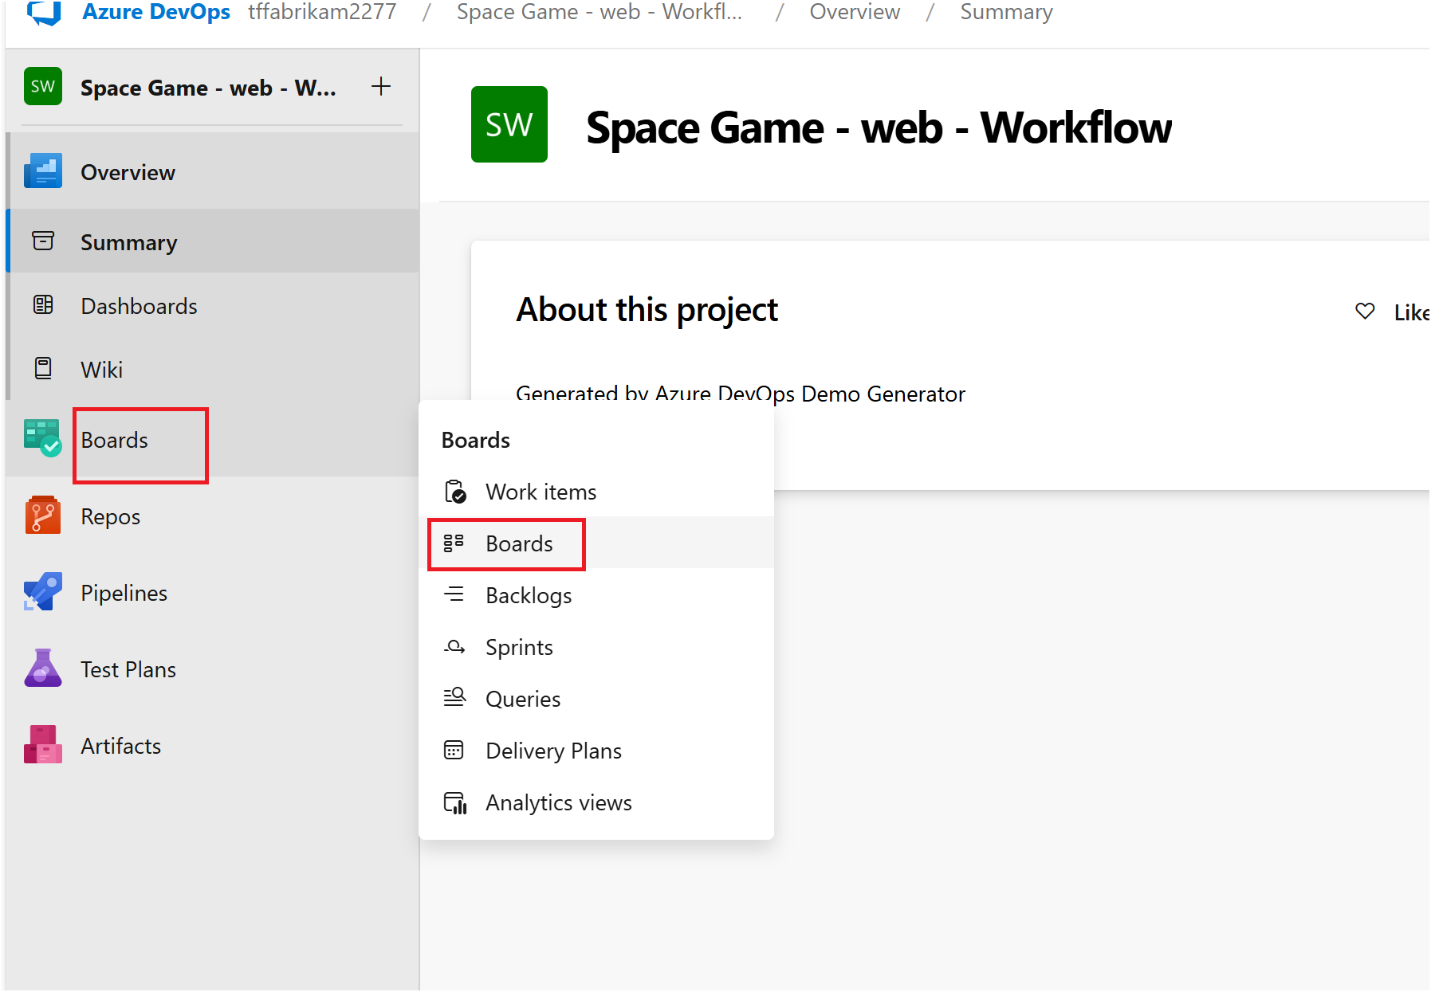 Azure DevOps tffabrikam2277 / Space Game - web - Workfl... / Overview / Summary
SW Space Game - web - W... +
Overview
Summary
Dashboards
Wiki
Boards
Repos
Pipelines
Test Plans
Artifacts
SW Space Game - web - Workflow
About this project
Like
Generated by Azure DevOps Demo Generator
Boards
Work items
Boards
Backlogs
Sprints
Queries
Delivery Plans
Analytics views